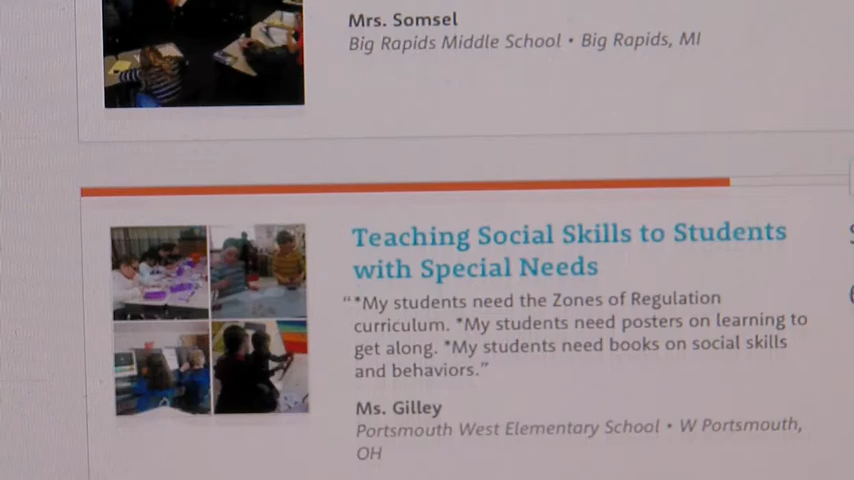 Mrs. Somsel
Big Rapids Middle School • Big Rapids, MI
Teaching Social Skills to Students
with Special Needs
“*My students need the Zones of Regulation
curriculum. *My students need posters on learning to
get along. *My students need books on social skills
and behaviors.”
Ms. Gilley
Portsmouth West Elementary School • W Portsmouth,
OH